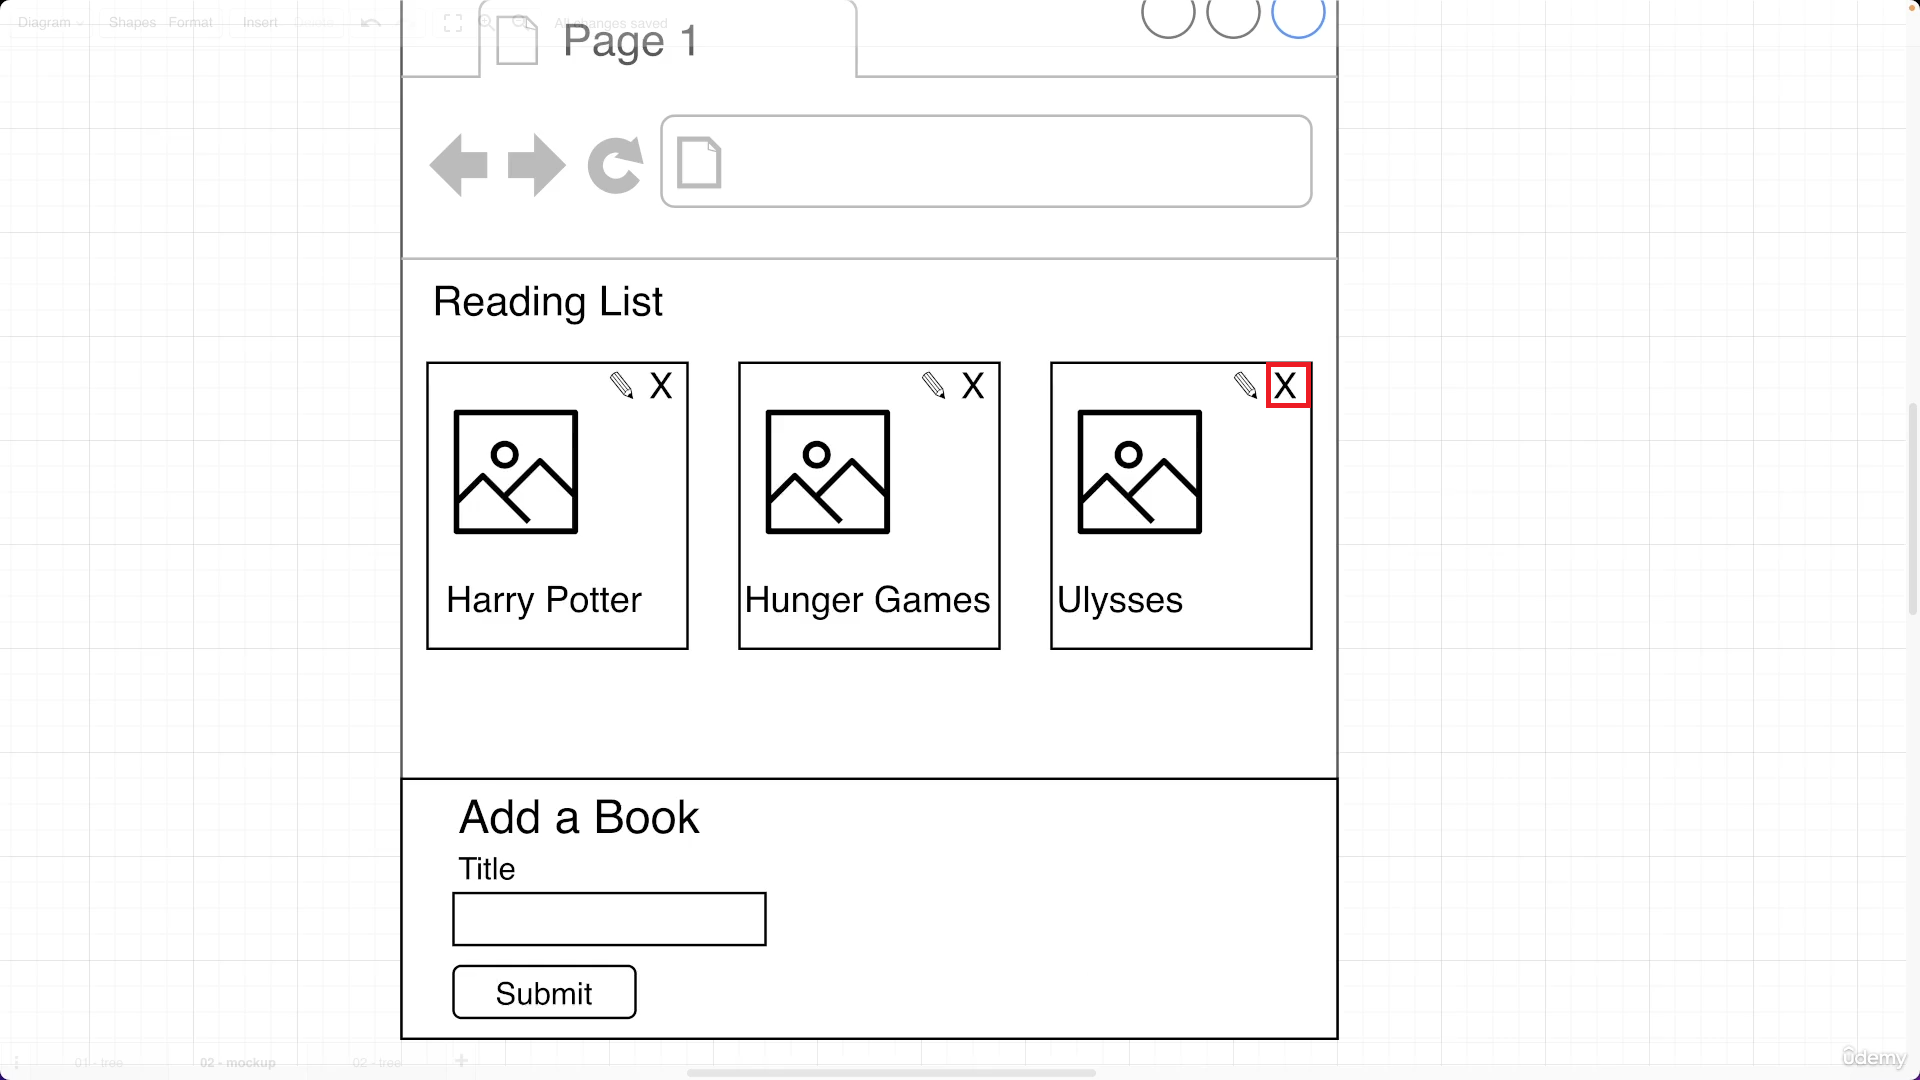 Diagram Shapes Format Insert All changes saved
Page 1
Reading List
X X X
Harry Potter Hunger Games Ulysses
Add a Book
Title
Submit
01 - tree 02 - mockup 02 - tree
ûdemy